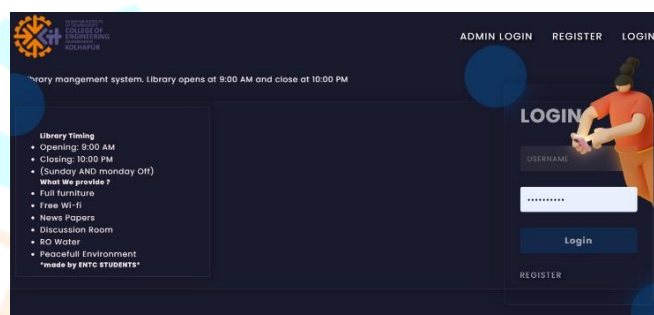 COLLEGE OF
ENGINEERING
KOLHAPUR
ADMIN LOGIN REGISTER LOGIN
brary mangement system. Library opens at 9:00 AM and close at 10:00 PM
Library Timing
• Opening: 9:00 AM
• Closing: 10:00 PM
• (Sunday AND monday Off)
What We provide ?
• Full furniture
• Free Wi-fi
• News Papers
• Discussion Room
• RO Water
• Peacefull Environment
*made by ENTC STUDENTS*
LOGIN
USERNAME
••••••••••
Login
REGISTER